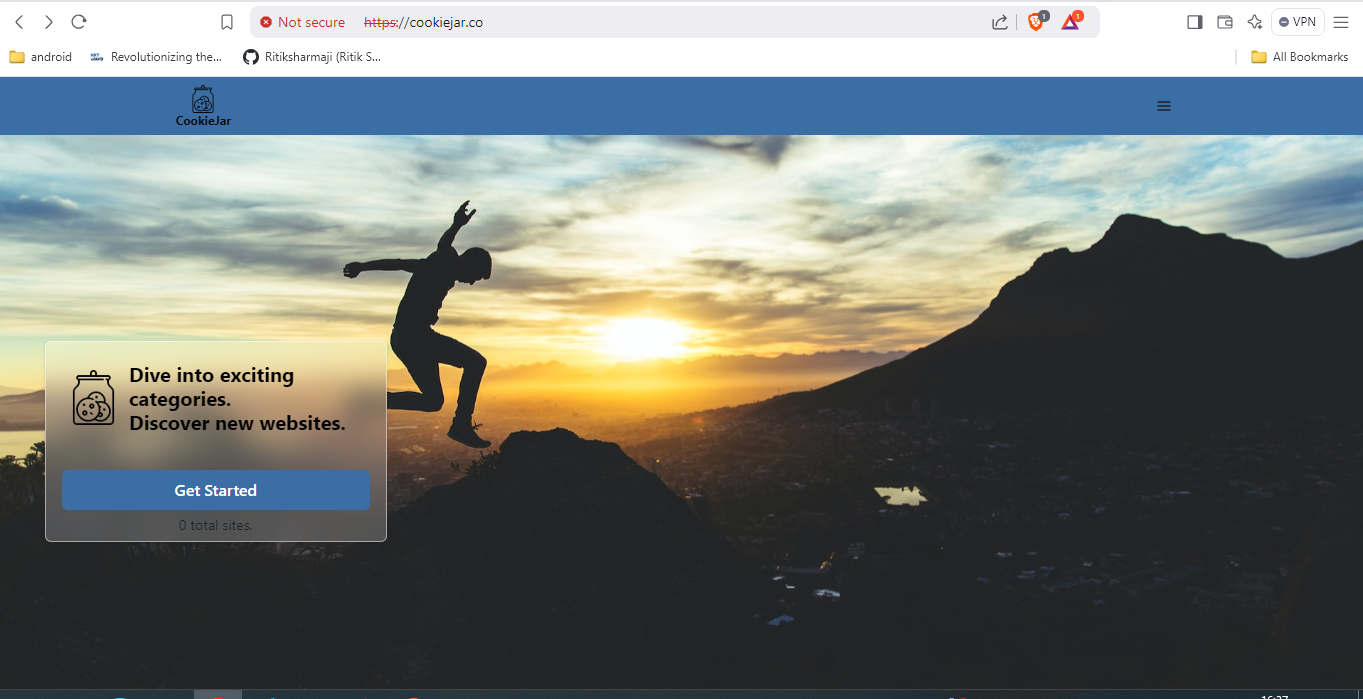 Not secure https://cookiejar.co
1
1
VPN
android
Revolutionizing the...
Ritiksharmaji (Ritik S...
All Bookmarks
CookieJar
Dive into exciting
categories.
Discover new websites.
Get Started
0 total sites.